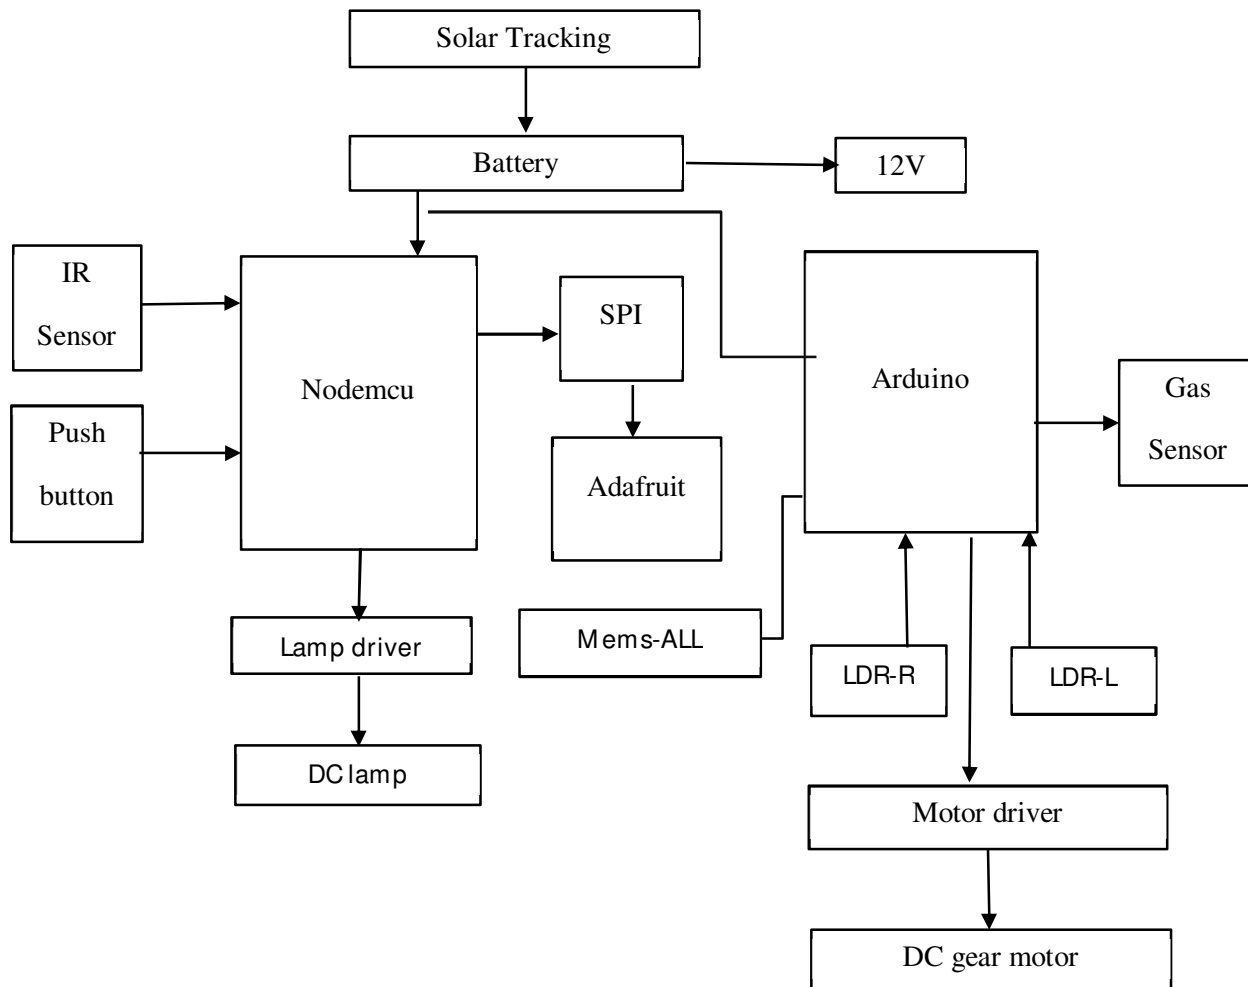 Solar Tracking
Battery
12V
IR
Sensor
Nodemcu
SPI
Arduino
Gas
Sensor
Push
button
Adafruit
Lamp driver
Mems-ALL
LDR-R
LDR-L
DC lamp
Motor driver
DC gear motor